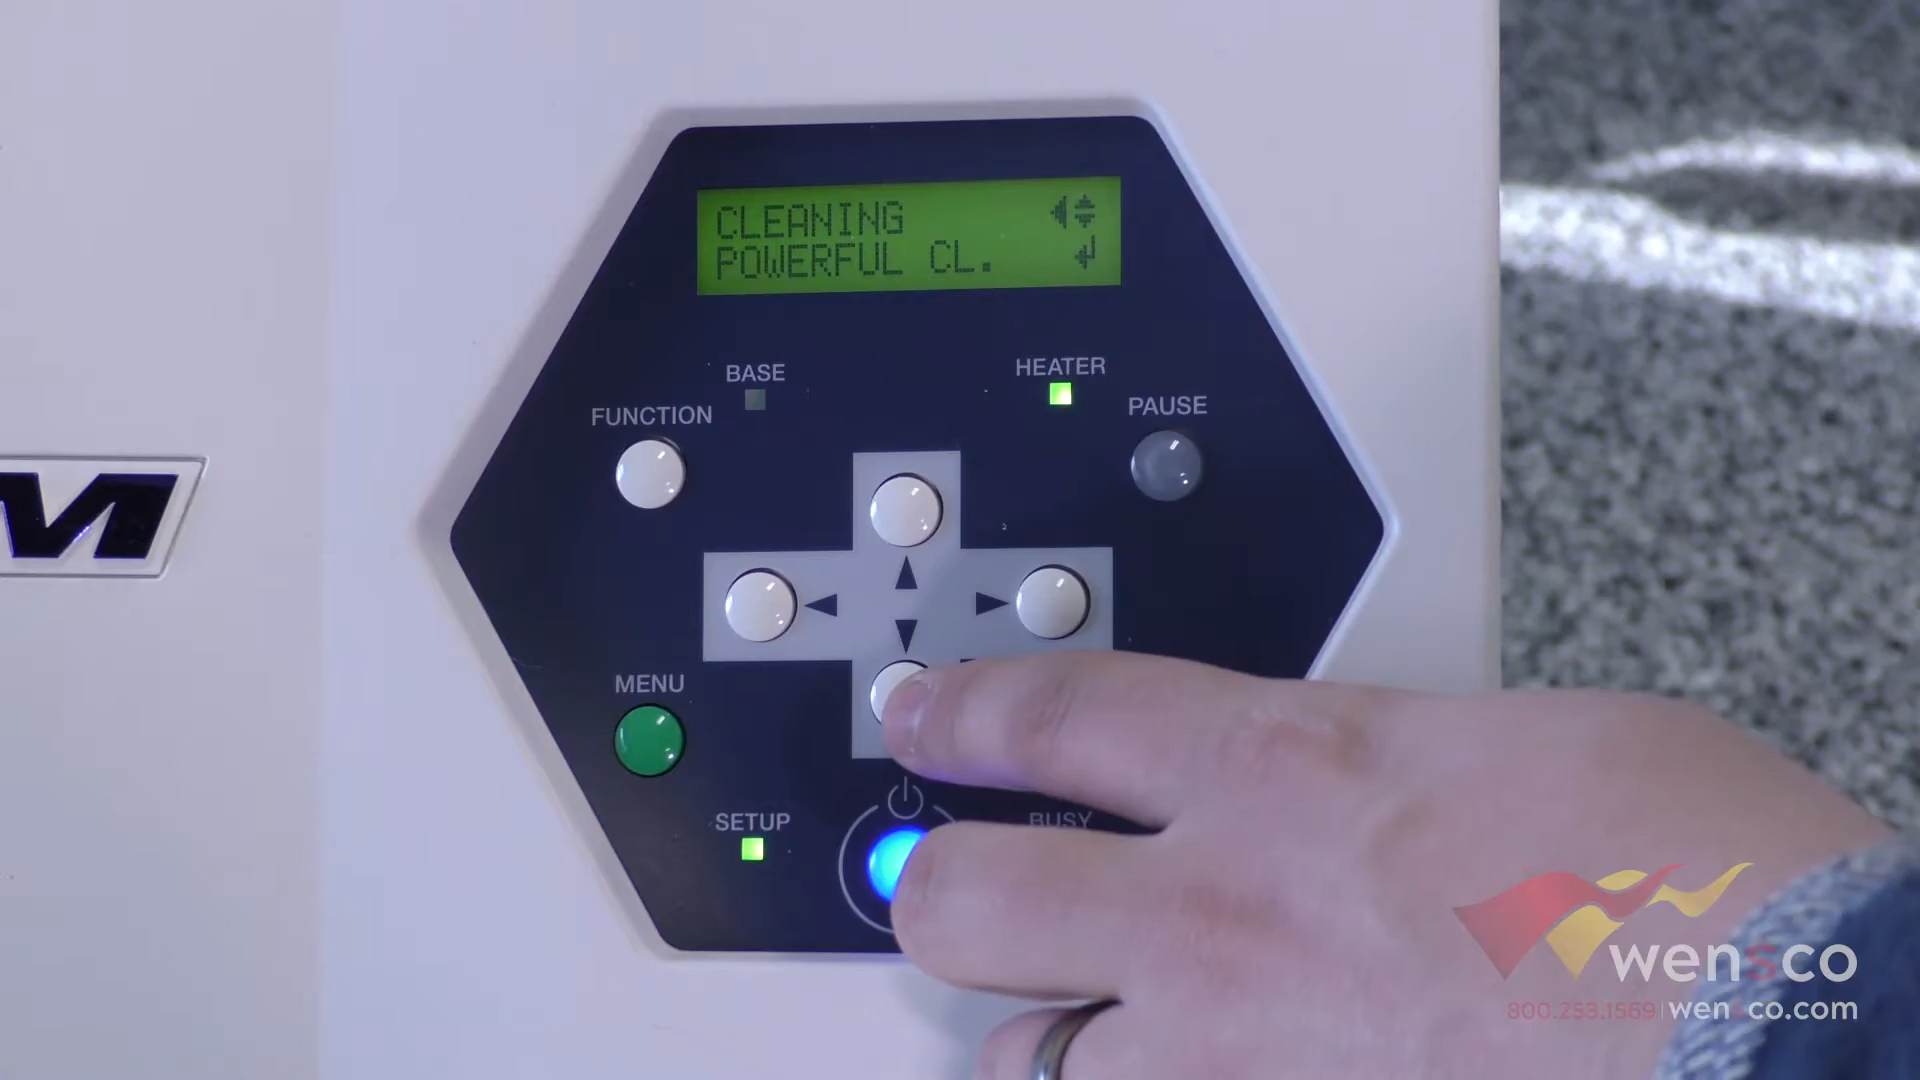 CLEANING
POWERFUL CL.
BASE
HEATER
FUNCTION
PAUSE
M
MENU
SETUP
BUSY
wensco
800.253.1569 | wensco.com